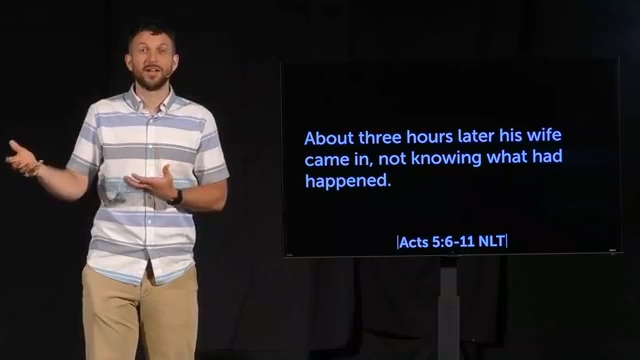 About three hours later his wife
came in, not knowing what had
happened.
|Acts 5:6-11 NLT|